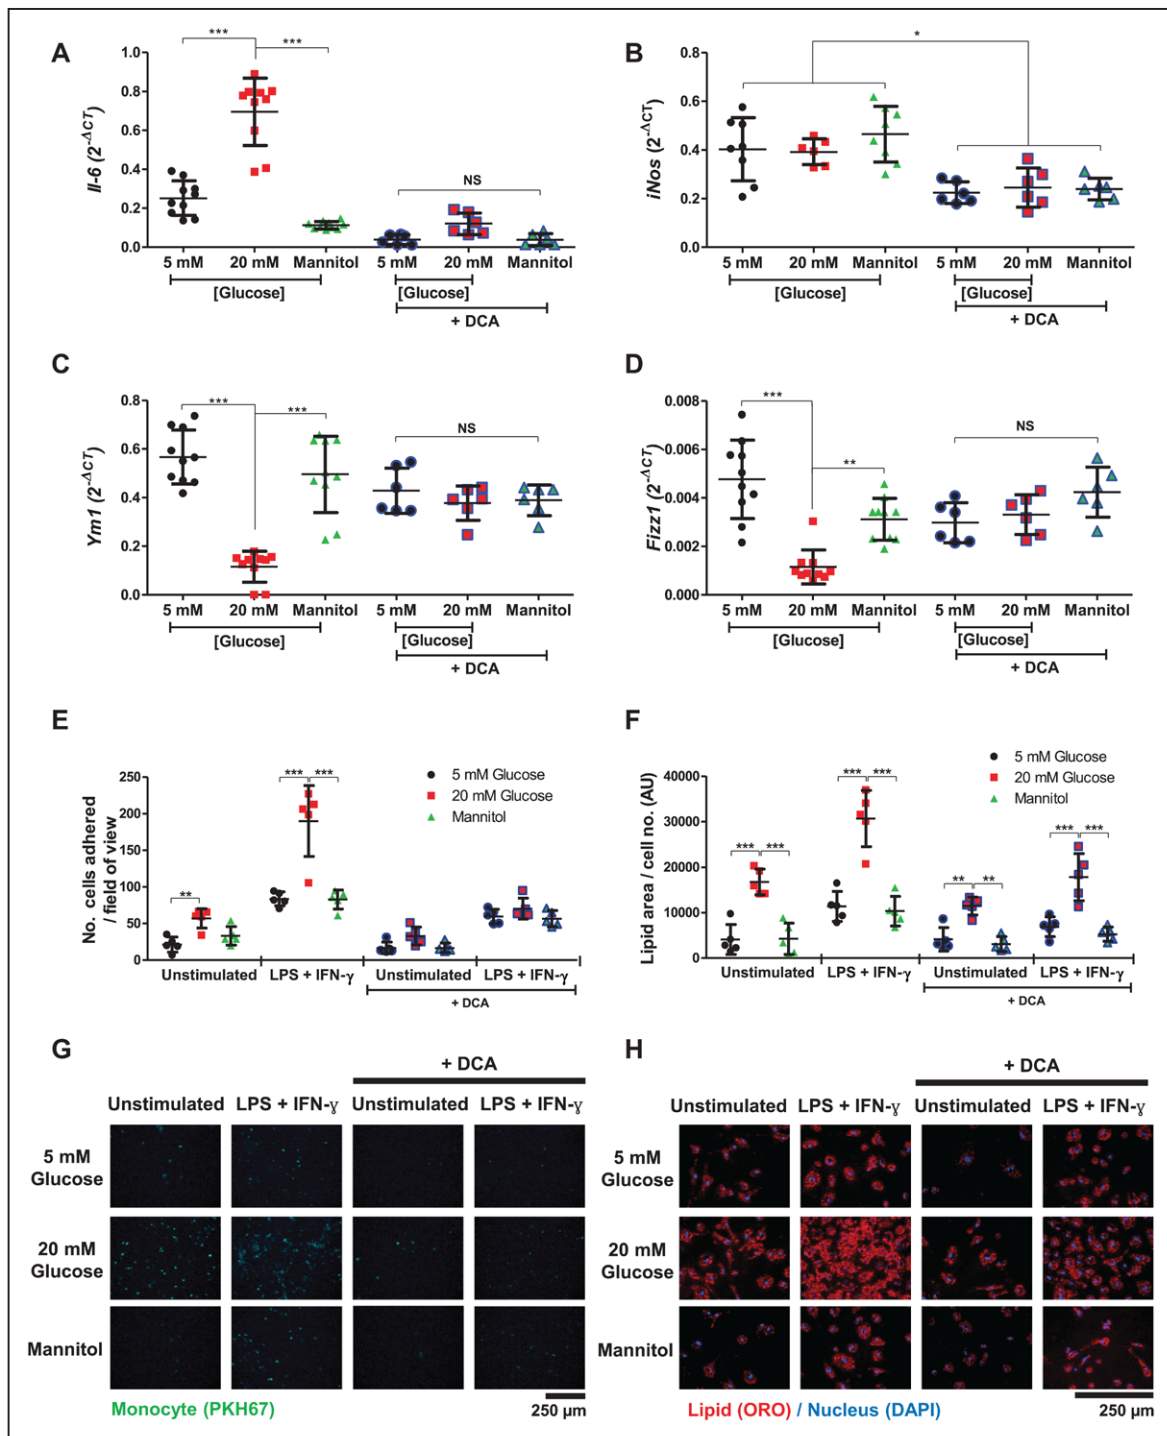 A
B
*** ***
*
Il-6 (2^-ΔCT)
1.0
0.8
0.6
0.4
0.2
0.0
NS
5 mM 20 mM Mannitol 5 mM 20 mM Mannitol
[Glucose] [Glucose]
+ DCA
iNos (2^-ΔCT)
0.8
0.6
0.4
0.2
0.0
5 mM 20 mM Mannitol 5 mM 20 mM Mannitol
[Glucose] [Glucose]
+ DCA
C
D
Ym1 (2^-ΔCT)
0.8
0.6
0.4
0.2
0.0
*** ***
NS
5 mM 20 mM Mannitol 5 mM 20 mM Mannitol
[Glucose] [Glucose]
+ DCA
Fizz1 (2^-ΔCT)
0.008
0.006
0.004
0.002
0.000
***
**
NS
5 mM 20 mM Mannitol 5 mM 20 mM Mannitol
[Glucose] [Glucose]
+ DCA
E
F
No. cells adhered
/ field of view
250
200
150
100
50
0
**
*** ***
5 mM Glucose
20 mM Glucose
Mannitol
Unstimulated LPS + IFN-γ Unstimulated LPS + IFN-γ
+ DCA
Lipid area / cell no. (AU)
40000
30000
20000
10000
0
*** ***
*** ***
** **
*** ***
5 mM Glucose
20 mM Glucose
Mannitol
Unstimulated LPS + IFN-γ Unstimulated LPS + IFN-γ
+ DCA
G
+ DCA
Unstimulated LPS + IFN-γ Unstimulated LPS + IFN-γ
5 mM
Glucose
20 mM
Glucose
Mannitol
Monocyte (PKH67)
250 μm
H
+ DCA
Unstimulated LPS + IFN-γ Unstimulated LPS + IFN-γ
5 mM
Glucose
20 mM
Glucose
Mannitol
Lipid (ORO) / Nucleus (DAPI)
250 μm